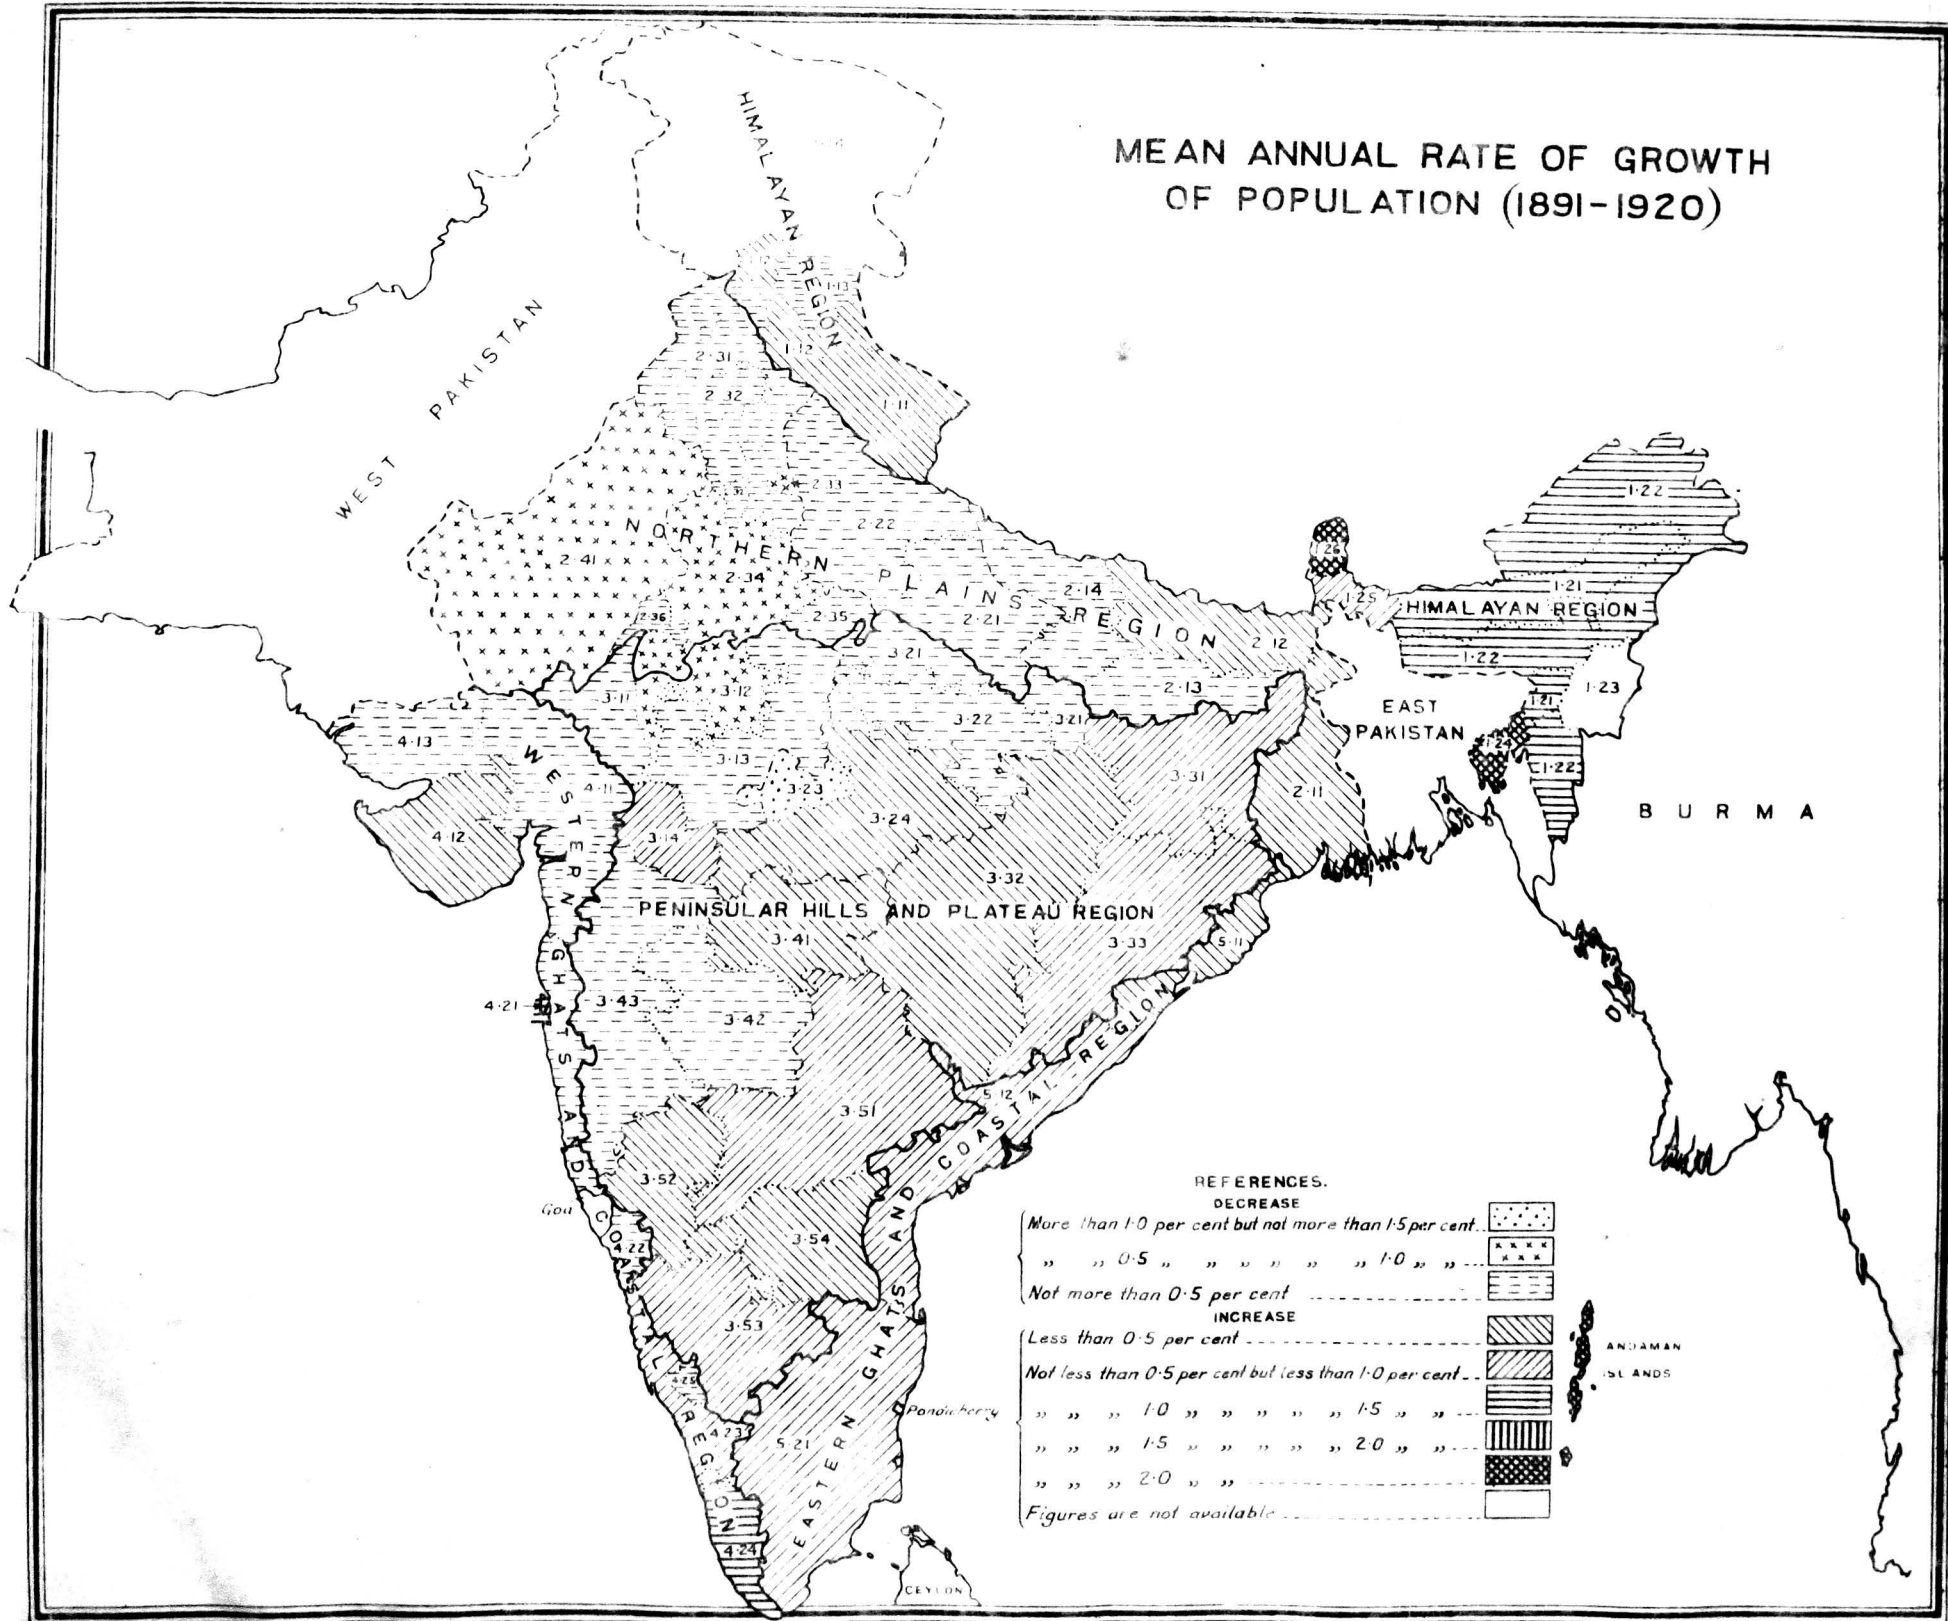 MEAN ANNUAL RATE OF GROWTH
OF POPULATION (1891-1920)
HIMALAYAN REGION
1·13
1·12
1·11
WEST PAKISTAN
2·31
2·32
2·33
2·22
NORTHERN PLAINS REGION
2·41
2·34
2·36
2·35
2·14
2·21
2·12
2·13
1·26
1·25
1·22
1·21
HIMALAYAN REGION
1·22
1·23
1·21
1·24
1·22
EAST
PAKISTAN
BURMA
3·21
3·11
3·12
3·22
3·21
3·13
3·23
3·31
2·11
4·13
4·11
4·12
3·14
3·24
3·32
PENINSULAR HILLS AND PLATEAU REGION
3·41
3·33
5·11
4·21
3·43
3·42
5·12
3·51
3·52
3·54
3·53
Goa
4·22
4·25
4·23
4·24
5·21
WESTERN GHATS AND COASTAL REGION
EASTERN GHATS AND COASTAL REGION
Pondicherry
CEYLON
ANDAMAN
ISLANDS
REFERENCES.
DECREASE
More than 1·0 per cent but not more than 1·5 per cent
„ „ 0·5 „ „ „ „ „ „ 1·0 „ „
Not more than 0·5 per cent
INCREASE
Less than 0·5 per cent
Not less than 0·5 per cent but less than 1·0 per cent
„ „ „ 1·0 „ „ „ „ „ 1·5 „ „
„ „ „ 1·5 „ „ „ „ „ 2·0 „ „
„ „ „ 2·0 „ „
Figures are not available